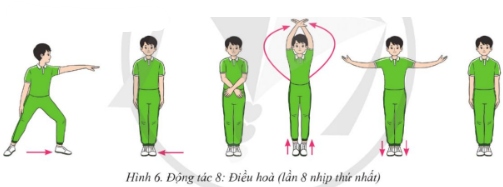 Hình 6. Động tác 8: Điều hoà (lần 8 nhịp thứ nhất)